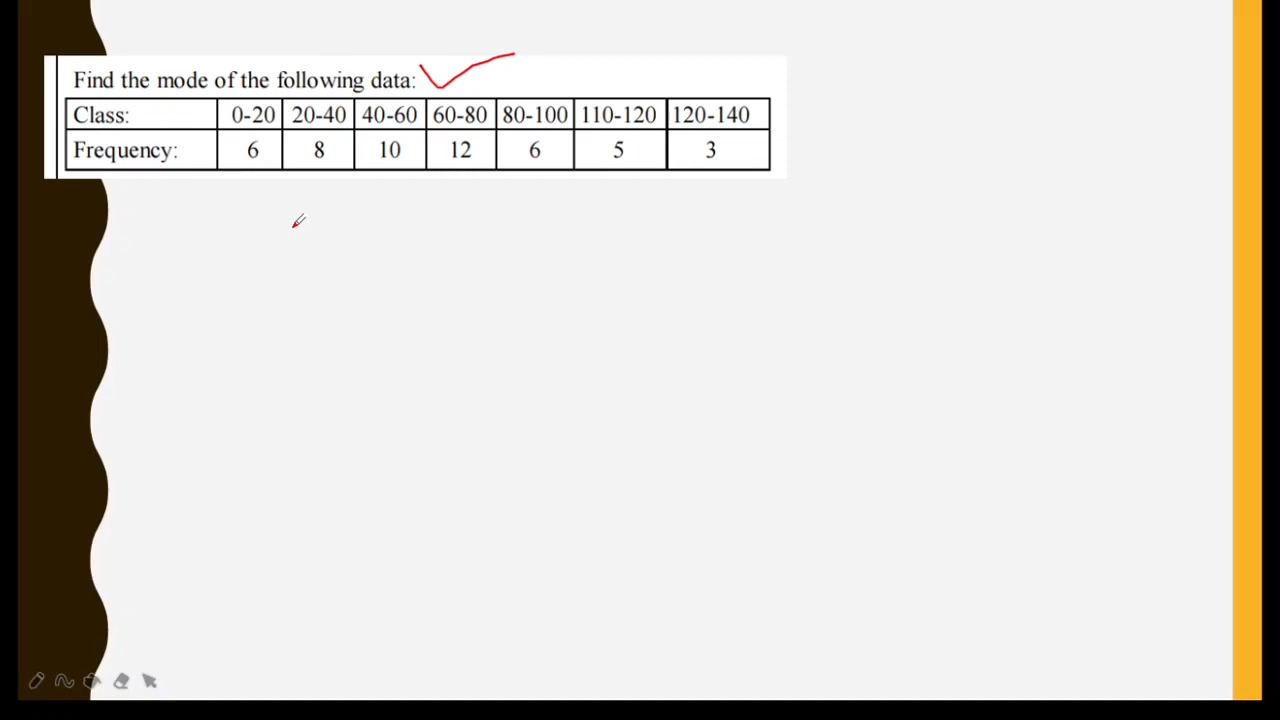 Find the mode of the following data:
Class: 0-20 20-40 40-60 60-80 80-100 110-120 120-140
Frequency: 6 8 10 12 6 5 3